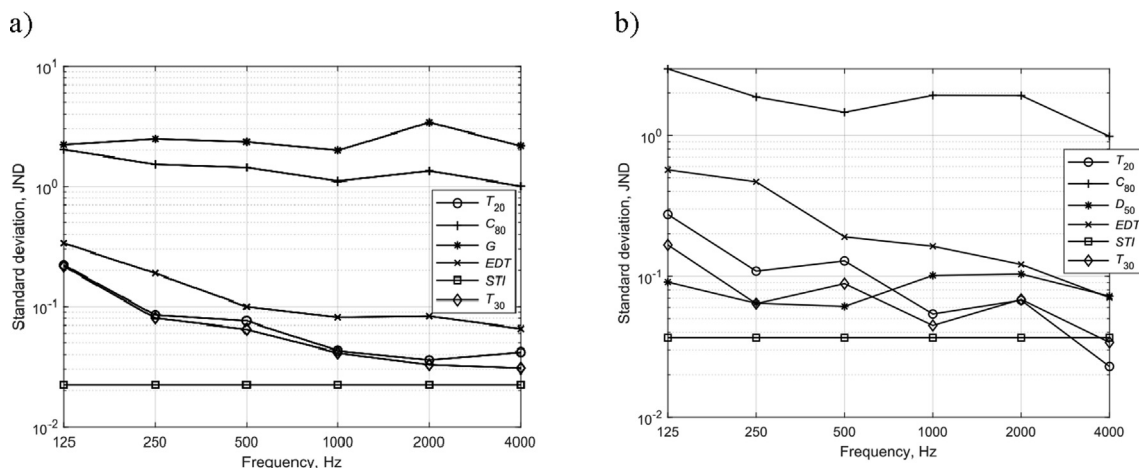 a)
10^1
10^0
10^-1
10^-2
Standard deviation, JND
125 250 500 1000 2000 4000
Frequency, Hz
T20
C80
G
EDT
STI
T30
b)
10^0
10^-1
10^-2
Standard deviation, JND
125 250 500 1000 2000 4000
Frequency, Hz
T20
C80
D50
EDT
STI
T30